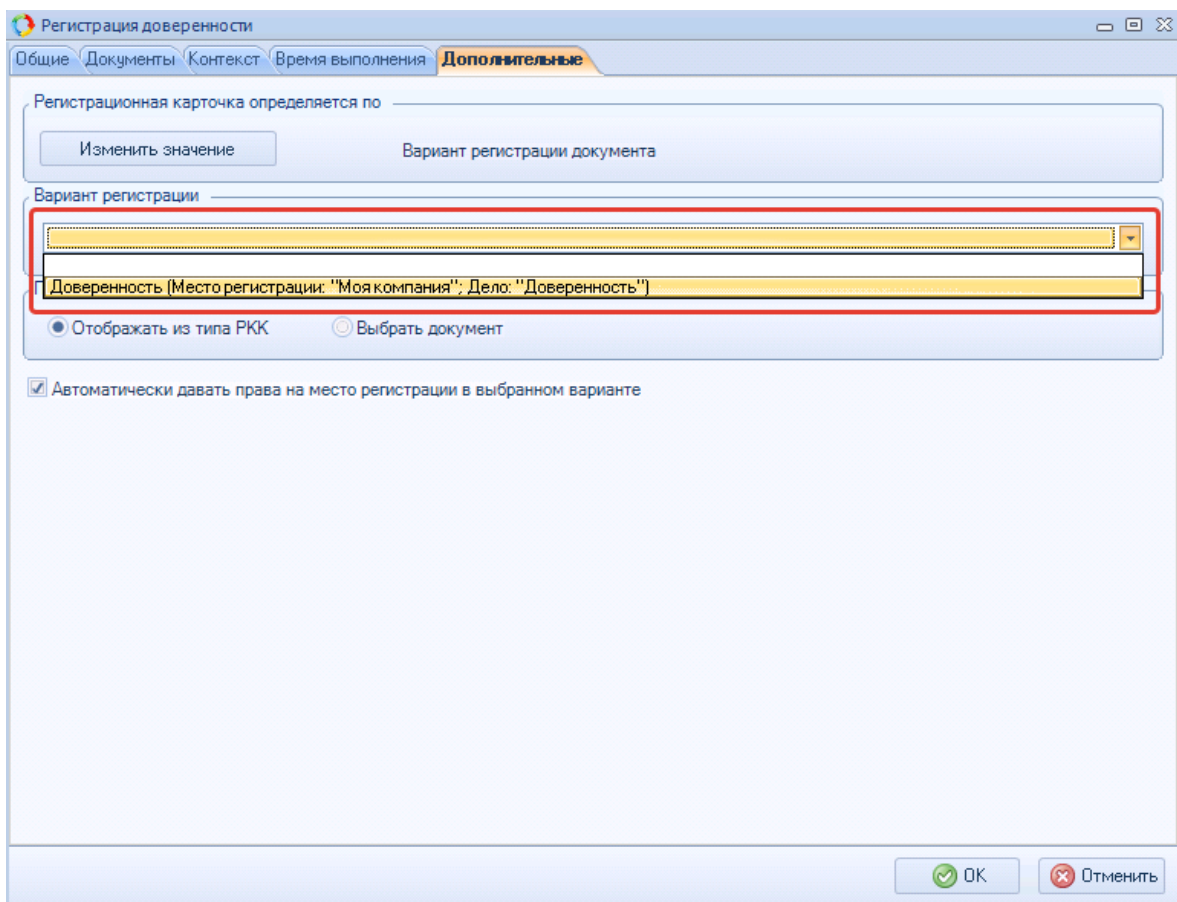 Регистрация доверенности
Общие Документы Контекст Время выполнения Дополнительные
Регистрационная карточка определяется по
Изменить значение Вариант регистрации документа
Вариант регистрации
Доверенность (Место регистрации: "Моя компания"; Дело: "Доверенность")
Отображать из типа РКК Выбрать документ
Автоматически давать права на место регистрации в выбранном варианте
OK Отменить